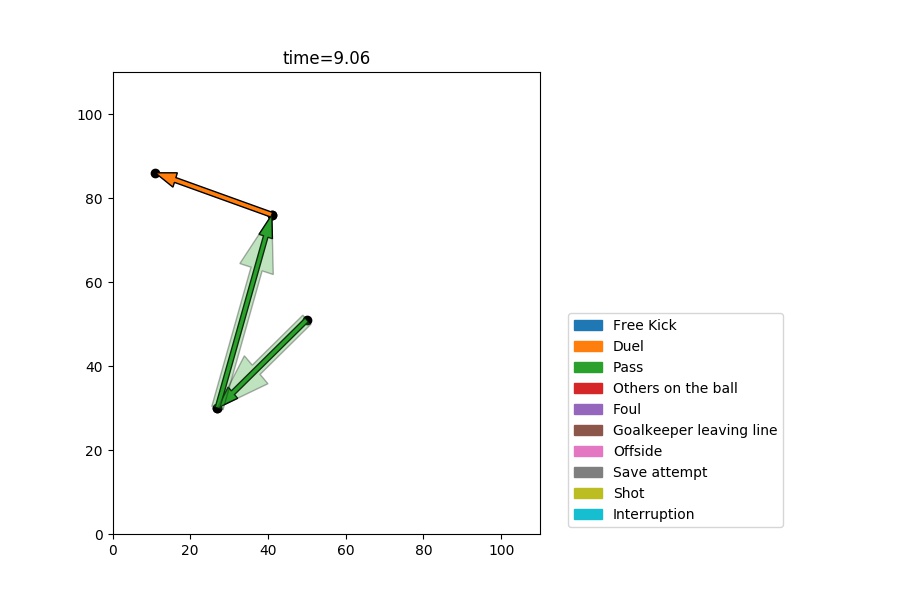 time=9.06
100
80
60
40
20
0
0 20 40 60 80 100
Free Kick
Duel
Pass
Others on the ball
Foul
Goalkeeper leaving line
Offside
Save attempt
Shot
Interruption